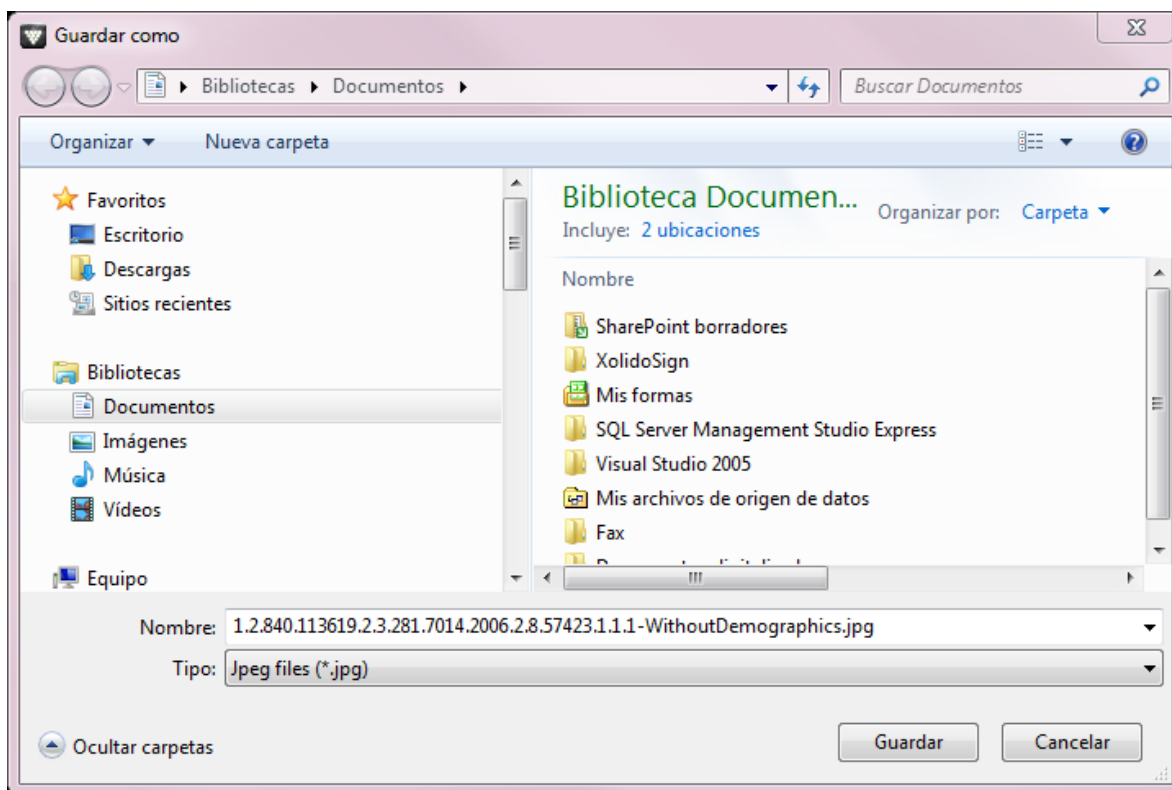 Guardar como
Bibliotecas Documentos
Buscar Documentos
Organizar
Nueva carpeta
Favoritos
Escritorio
Descargas
Sitios recientes
Bibliotecas
Documentos
Imágenes
Música
Vídeos
Equipo
Biblioteca Documen...
Organizar por: Carpeta
Incluye: 2 ubicaciones
Nombre
SharePoint borradores
XolidoSign
Mis formas
SQL Server Management Studio Express
Visual Studio 2005
Mis archivos de origen de datos
Fax
Nombre: 1.2.840.113619.2.3.281.7014.2006.2.8.57423.1.1.1-WithoutDemographics.jpg
Tipo: Jpeg files (*.jpg)
Ocultar carpetas
Guardar
Cancelar